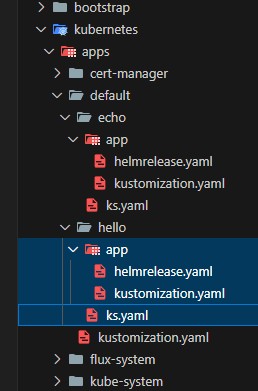 bootstrap
kubernetes
apps
cert-manager
default
echo
app
helmrelease.yaml
kustomization.yaml
ks.yaml
hello
app
helmrelease.yaml
kustomization.yaml
ks.yaml
kustomization.yaml
flux-system
kube-system